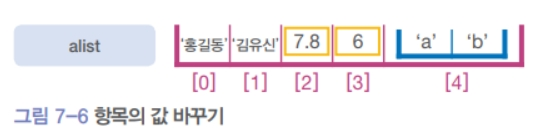 alist '홍길동' '김유신' 7.8 6 'a' 'b'
[0] [1] [2] [3] [4]
그림 7-6 항목의 값 바꾸기